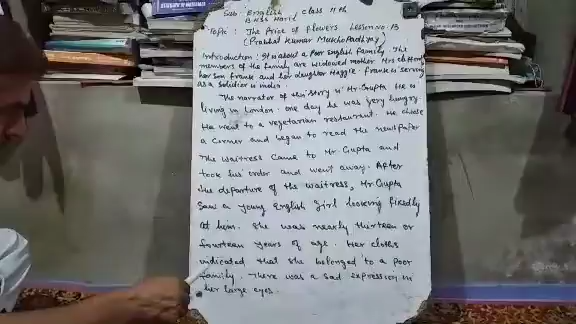 Sub: English, Class 11th
B.H.S.S. World
Topic: The Price of Flowers Lesson No. 13
(Prabhat Kumar Mukhopadhyay)
Introduction: It is about a Poor English family. The
members of the family are widowed mother Mrs Clifford,
her son Frank and her daughter Maggie. Frank is serving
as a Soldier in India
The narrator of this story is Mr. Gupta. He is
living in London. One day he was very hungry
He went to a vegetarian restaurant. He chose
a corner and began to read the newspaper
The waitress came to Mr. Gupta and
took his order and went away. After
the departure of the waitress, Mr. Gupta
saw a young English girl looking fixedly
at him. She was nearly thirteen or
fourteen years of age. Her clothes
indicated that she belonged to a poor
family. There was a sad expression in
her large eyes.